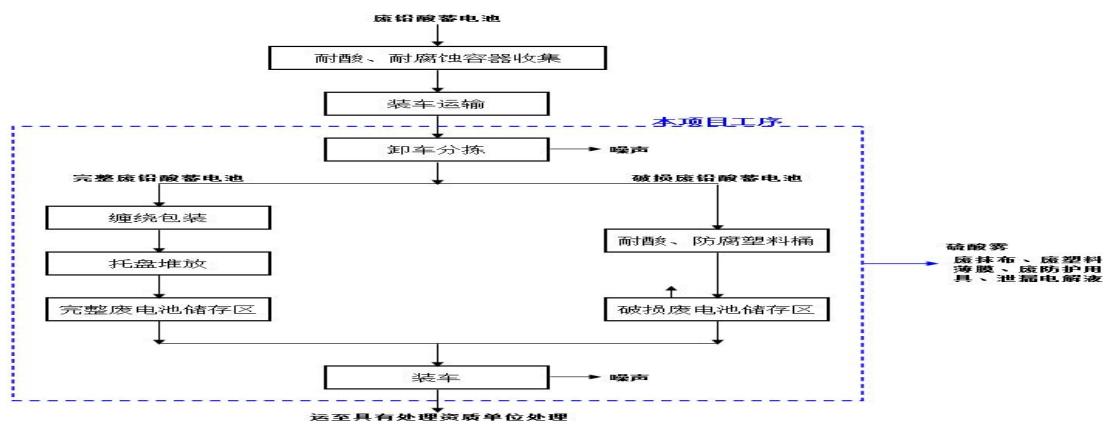 废铅酸蓄电池
耐酸、耐腐蚀容器收集
装车运输
本项目工序
卸车分拣
噪声
完整废铅酸蓄电池
破损废铅酸蓄电池
缠绕包装
耐酸、防腐塑料桶
托盘堆放
硫酸雾
废抹布、废塑料
薄膜、废防护用
具、泄漏电解液
完整废电池储存区
破损废电池储存区
装车
噪声
运至具有处理资质单位处理